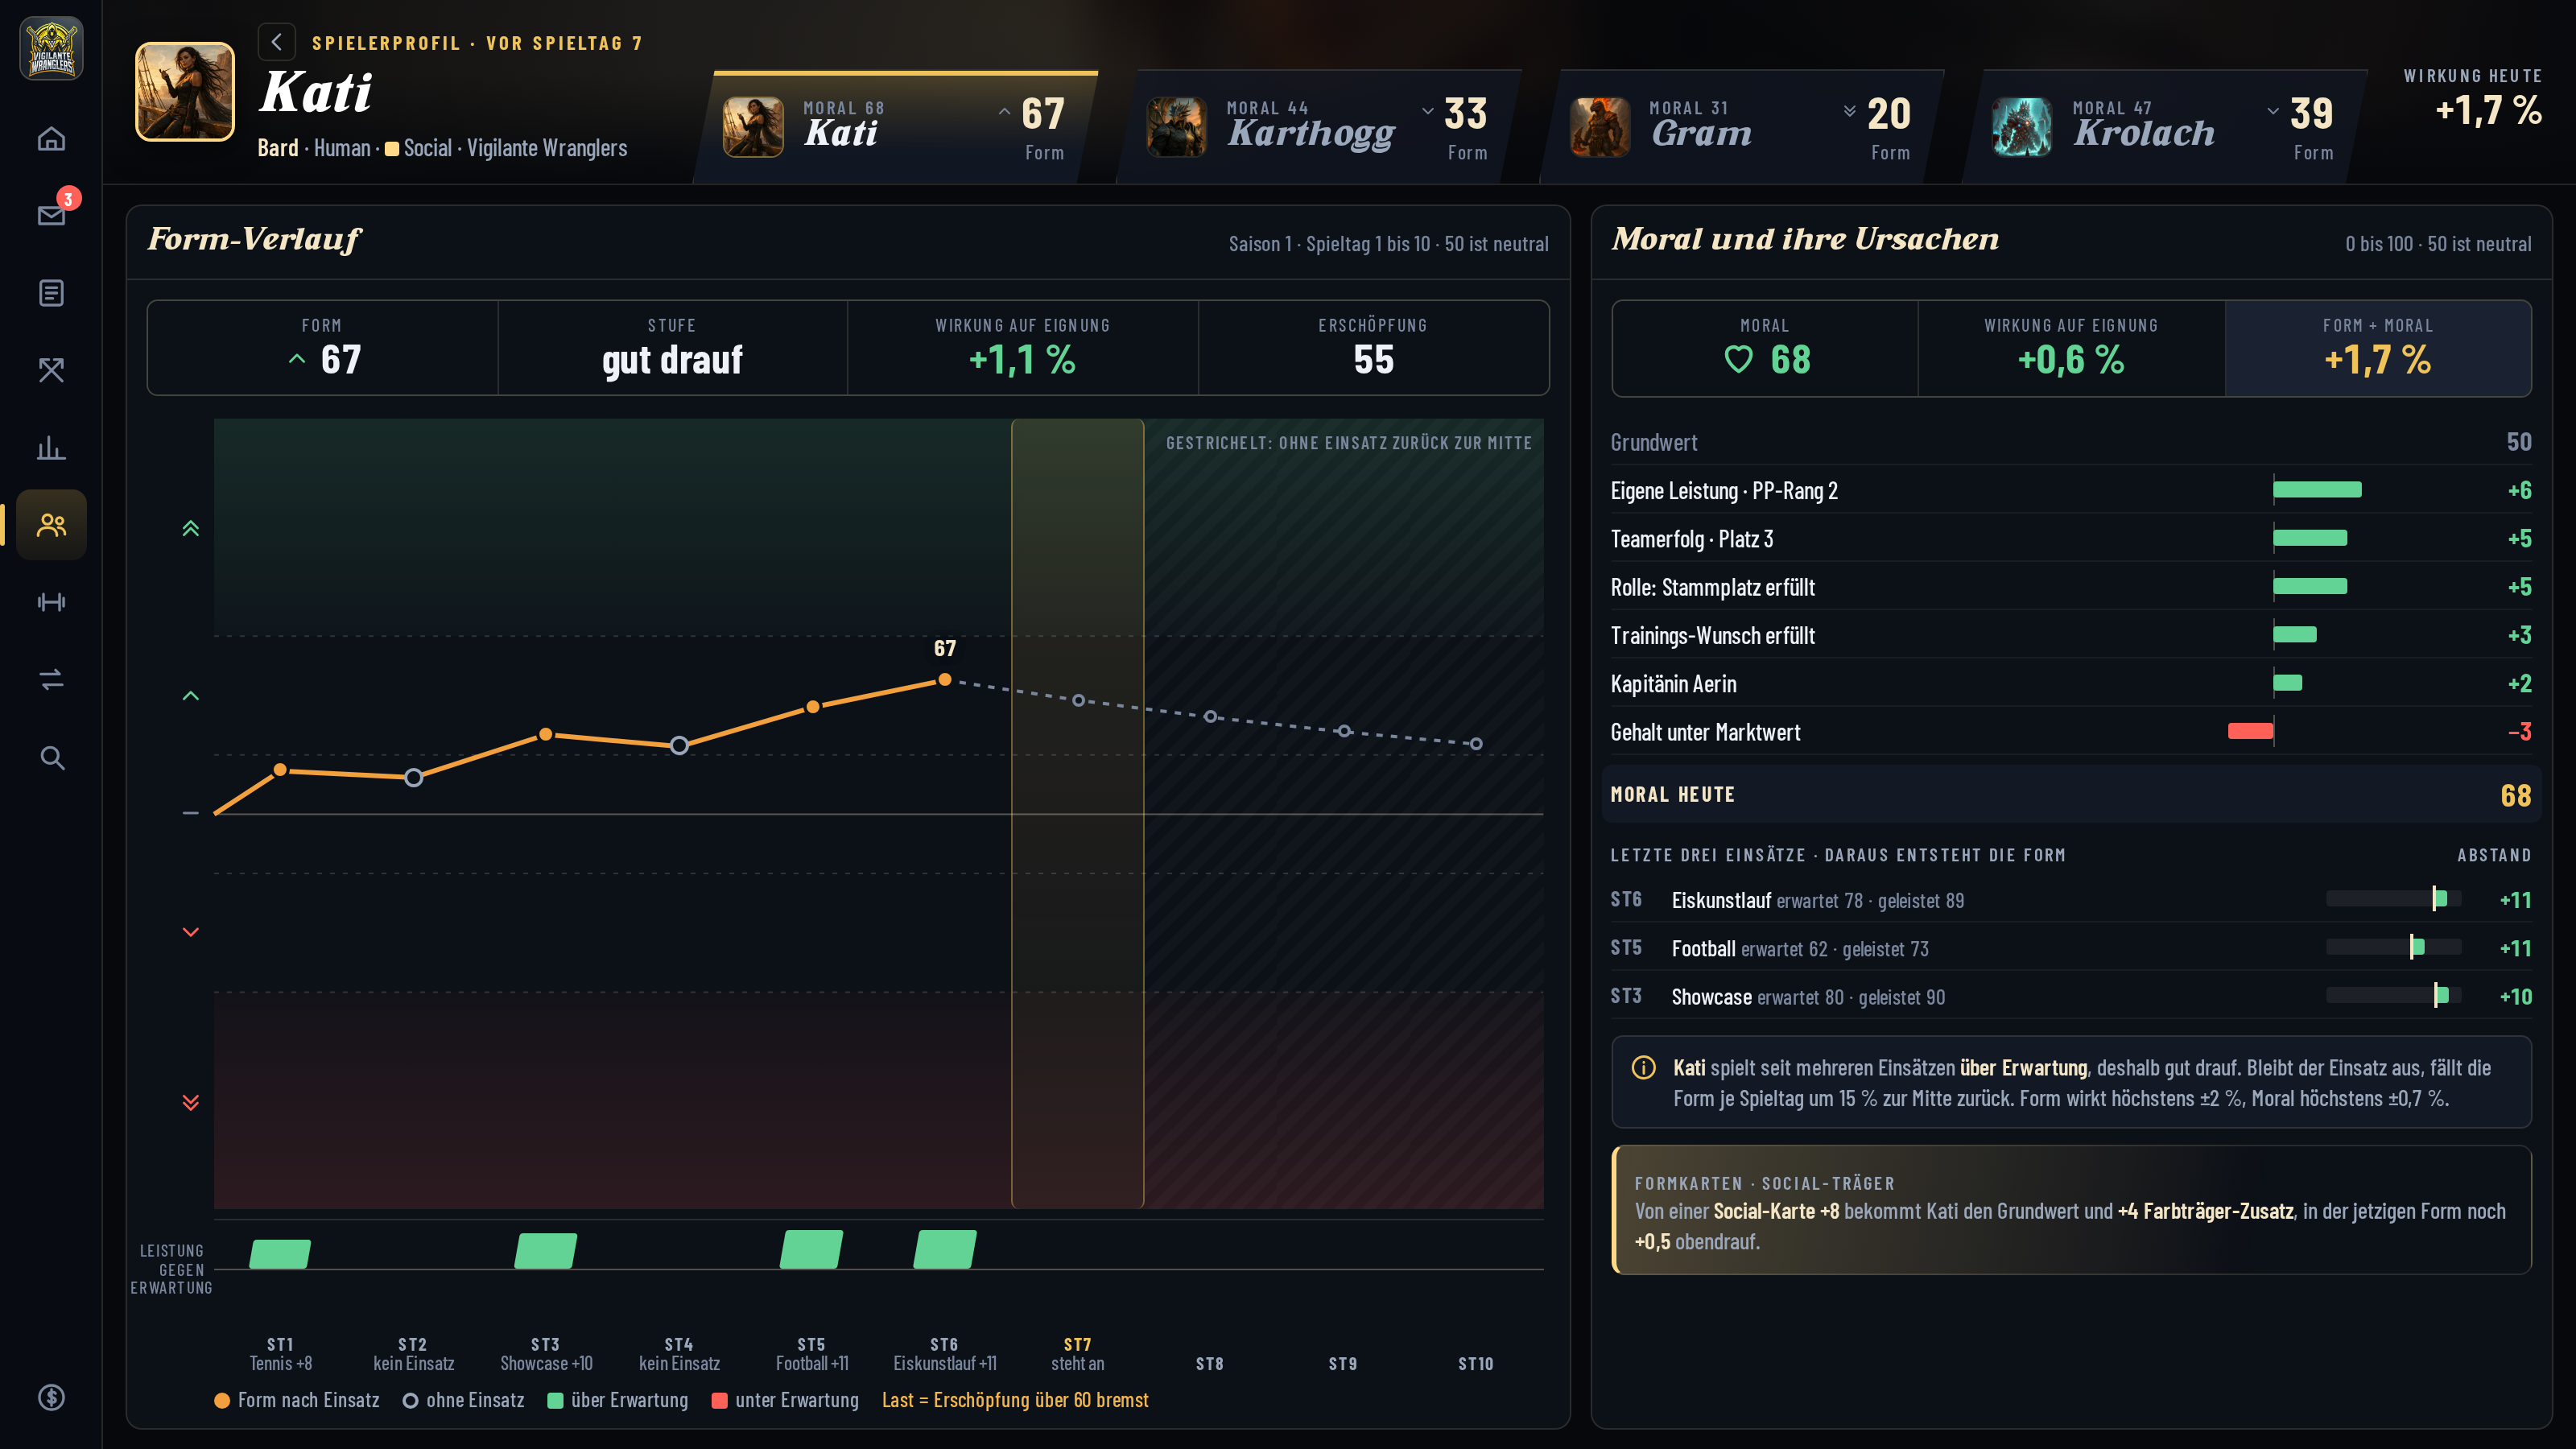 VIGILANTE
WRANGLERS
SPIELERPROFIL · VOR SPIELTAG 7
Kati
Bard · Human · Social · Vigilante Wranglers
MORAL 68
Kati
67
Form
MORAL 44
Karthogg
33
Form
MORAL 31
Gram
20
Form
MORAL 47
Krolach
39
Form
WIRKUNG HEUTE
+1,7 %
3
Form-Verlauf
Saison 1 · Spieltag 1 bis 10 · 50 ist neutral
FORM
67
STUFE
gut drauf
WIRKUNG AUF EIGNUNG
+1,1 %
ERSCHÖPFUNG
55
GESTRICHELT: OHNE EINSATZ ZURÜCK ZUR MITTE
67
LEISTUNG
GEGEN
ERWARTUNG
ST1
Tennis +8
ST2
kein Einsatz
ST3
Showcase +10
ST4
kein Einsatz
ST5
Football +11
ST6
Eiskunstlauf +11
ST7
steht an
ST8
ST9
ST10
Form nach Einsatz
ohne Einsatz
über Erwartung
unter Erwartung
Last = Erschöpfung über 60 bremst
Moral und ihre Ursachen
0 bis 100 · 50 ist neutral
MORAL
68
WIRKUNG AUF EIGNUNG
+0,6 %
FORM + MORAL
+1,7 %
Grundwert 50
Eigene Leistung · PP-Rang 2 +6
Teamerfolg · Platz 3 +5
Rolle: Stammplatz erfüllt +5
Trainings-Wunsch erfüllt +3
Kapitänin Aerin +2
Gehalt unter Marktwert −3
MORAL HEUTE 68
LETZTE DREI EINSÄTZE · DARAUS ENTSTEHT DIE FORM ABSTAND
ST6 Eiskunstlauf erwartet 78 · geleistet 89 +11
ST5 Football erwartet 62 · geleistet 73 +11
ST3 Showcase erwartet 80 · geleistet 90 +10
Kati spielt seit mehreren Einsätzen über Erwartung, deshalb gut drauf. Bleibt der Einsatz aus, fällt die
Form je Spieltag um 15 % zur Mitte zurück. Form wirkt höchstens ±2 %, Moral höchstens ±0,7 %.
FORMKARTEN · SOCIAL-TRÄGER
Von einer Social-Karte +8 bekommt Kati den Grundwert und +4 Farbträger-Zusatz, in der jetzigen Form noch
+0,5 obendrauf.